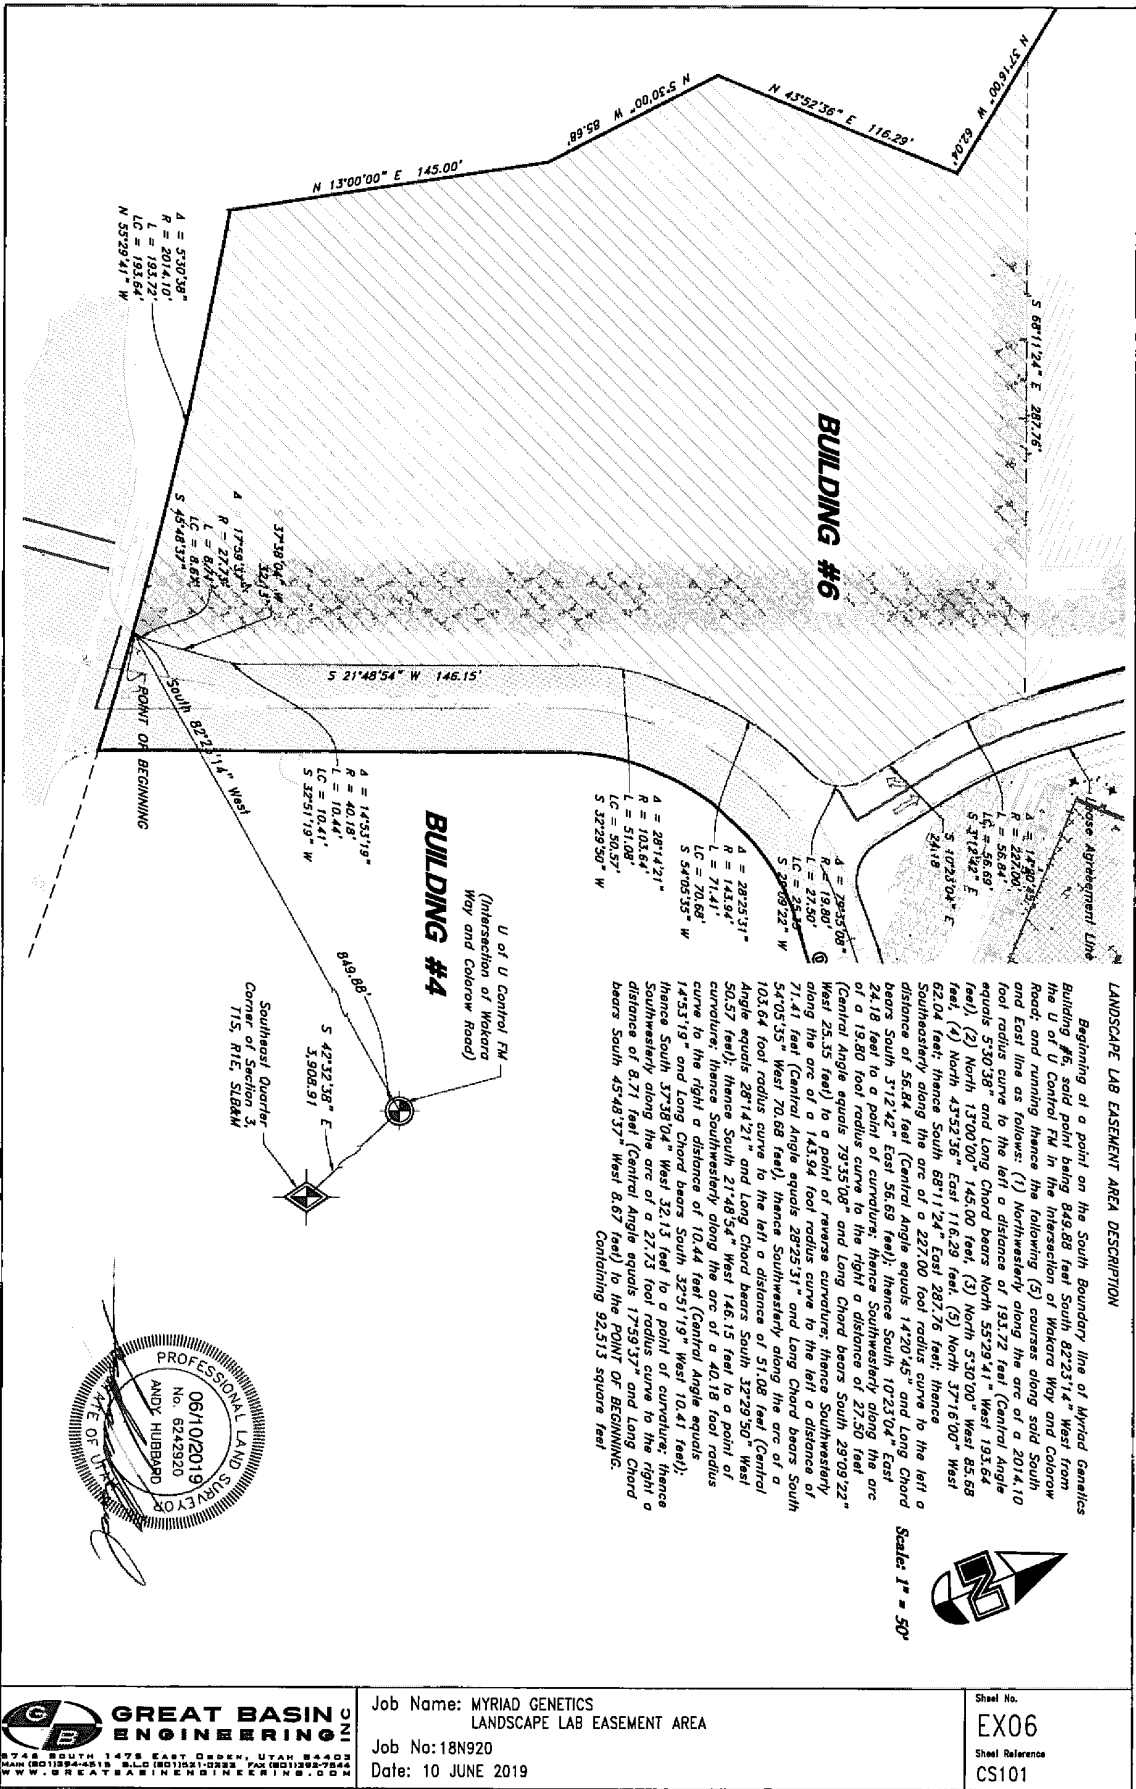 LANDSCAPE LAB EASEMENT AREA DESCRIPTION
Beginning at a point on the South Boundary line of Myriad Genetics
Building #6, said point being 849.88 feet South 82°23'14" West from
the U of U Control FM in the Intersection of Wakara Way and Colorow
Road; and running thence the following (5) courses along said South
and East line as follows: (1) Northwesterly along the arc of a 2014.10
foot radius curve to the left a distance of 193.72 feet (Central Angle
equals 5°30'38" and Long Chord bears North 55°29'41" West 193.64
feet), (2) North 13°00'00" 145.00 feet, (3) North 5°30'00" West 85.68
feet, (4) North 43°52'36" East 116.29 feet, (5) North 37°16'00" West
62.04 feet; thence South 68°11'24" East 287.76 feet; thence
Southeasterly along the arc of a 227.00 foot radius curve to the left a
distance of 56.84 feet (Central Angle equals 14°20'45" and Long Chord
bears South 3°12'42" East 56.69 feet); thence South 10°23'04" East
24.18 feet to a point of curvature; thence Southwesterly along the arc
of a 19.80 foot radius curve to the right a distance of 27.50 feet
(Central Angle equals 79°35'08" and Long Chord bears South 29°09'22"
West 25.35 feet) to a point of reverse curvature; thence Southwesterly
along the arc of a 143.94 foot radius curve to the left a distance of
71.41 feet (Central Angle equals 28°25'31" and Long Chord bears South
54°05'35" West 70.68 feet), thence Southwesterly along the arc of a
103.64 foot radius curve to the left a distance of 51.08 feet (Central
Angle equals 28°14'21" and Long Chord bears South 32°29'50" West
50.57 feet); thence South 21°48'54" West 146.15 feet to a point of
curvature; thence Southwesterly along the arc of a 40.18 foot radius
curve to the right a distance of 10.44 feet (Central Angle equals
14°53'19" and Long Chord bears South 32°51'19" West 10.41 feet);
thence South 37°38'04" West 32.13 feet to a point of curvature; thence
Southwesterly along the arc of a 27.73 foot radius curve to the right a
distance of 8.71 feet (Central Angle equals 17°59'37" and Long Chord
bears South 45°48'37" West 8.67 feet) to the POINT OF BEGINNING.
Containing 92,513 square feet
Scale: 1" = 50'
N 37°16'00" W 62.04'
N 43°52'36" E 116.29'
N 5°30'00" W 85.68'
N 13°00'00" E 145.00'
S 68°11'24" E 287.76'
Δ = 5°30'38"
R = 2014.10'
L = 193.72'
LC = 193.64'
N 55°29'41" W
BUILDING #6
S 37°38'04" W
32.13'
Δ 17°59'37"
R = 27.73'
L = 8.71'
LC = 8.67'
S 45°48'37"
S 21°48'54" W 146.15'
POINT OF BEGINNING
South 82°23'14" West
849.88'
Δ = 14°53'19"
R = 40.18'
L = 10.44'
LC = 10.41'
S 32°51'19" W
BUILDING #4
Lease Agreement Line
Δ = 14°20'45"
R = 227.00'
L = 56.84'
LC = 56.69'
S 3°12'42" E
S 10°23'04" E
24.18
Δ = 79°35'08"
R = 19.80'
L = 27.50'
LC = 25.35
S 29°09'22" W
Δ = 28°25'31"
R = 143.94'
L = 71.41'
LC = 70.68'
S 54°05'35" W
Δ = 28°14'21"
R = 103.64'
L = 51.08'
LC = 50.57'
S 32°29'50" W
U of U Control FM
(Intersection of Wakara
Way and Colorow Road)
S 42°32'38" E
3,908.91
Southeast Quarter
Corner of Section 3,
T1S, R1E, SLB&M
PROFESSIONAL LAND SURVEYOR
06/10/2019
No. 6242920
ANDY HUBBARD
STATE OF UTAH
GREAT BASIN
ENGINEERING INC
5746 SOUTH 1475 EAST OGDEN, UTAH 84403
MAIN (801)394-4515 S.L.C (801)521-0222 FAX (801)392-7544
WWW.GREATBASINENGINEERING.COM
Job Name: MYRIAD GENETICS
LANDSCAPE LAB EASEMENT AREA
Job No: 18N920
Date: 10 JUNE 2019
Sheet No.
EX06
Sheet Reference
CS101